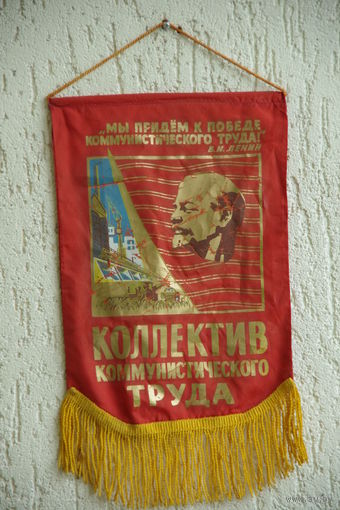 „МЫ ПРИДЁМ К ПОБЕДЕ
КОММУНИСТИЧЕСКОГО ТРУДА!"
В.И. ЛЕНИН
КОЛЛЕКТИВ
КОММУНИСТИЧЕСКОГО
ТРУДА